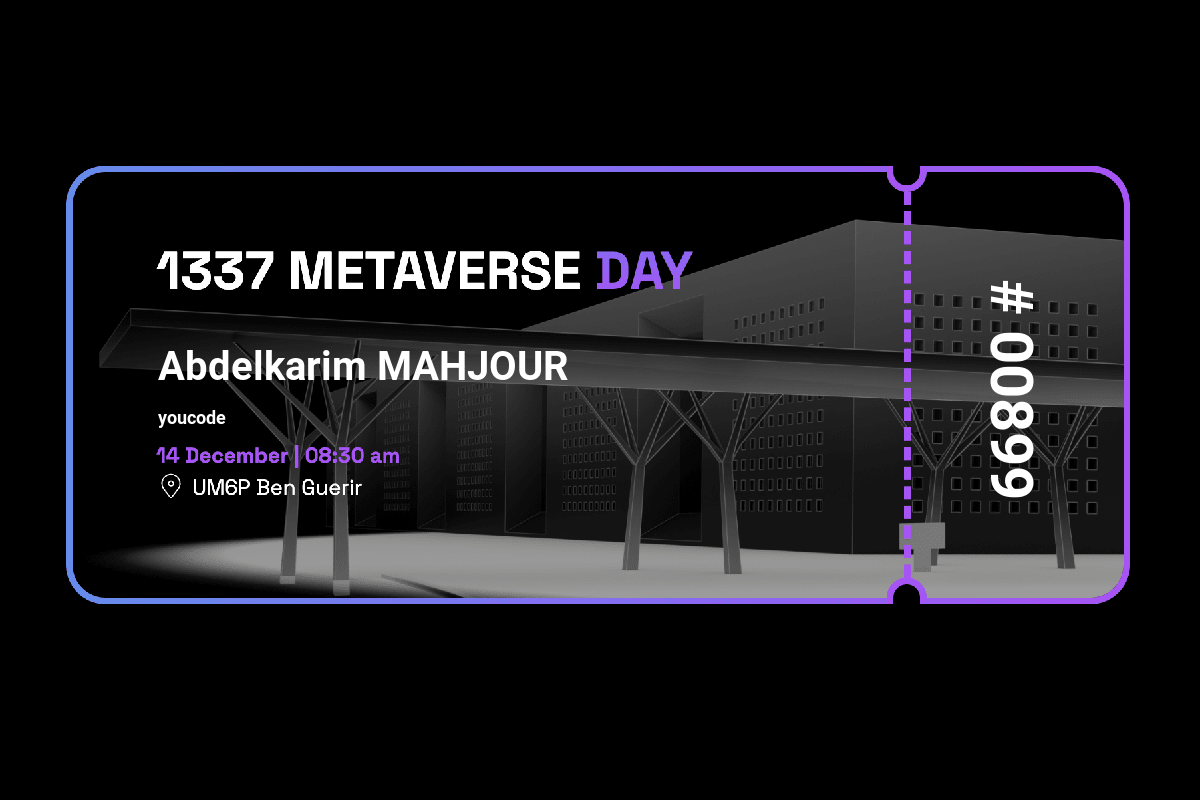 1337 METAVERSE DAY
Abdelkarim MAHJOUR
youcode
14 December | 08:30 am
UM6P Ben Guerir
# 00899